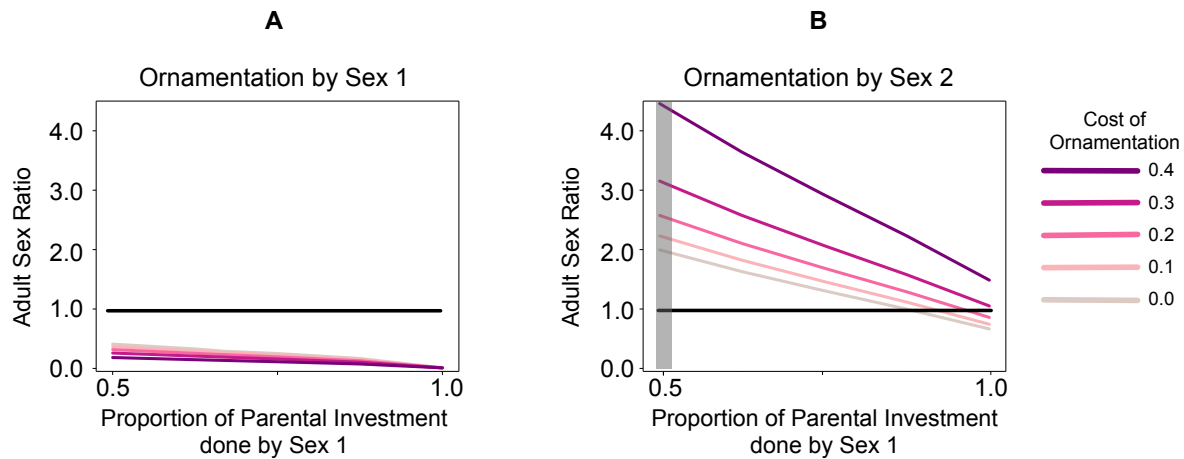 A
B
Ornamentation by Sex 1
Ornamentation by Sex 2
Adult Sex Ratio
4.0
3.0
2.0
1.0
0.0
0.5
1.0
Proportion of Parental Investment
done by Sex 1
Adult Sex Ratio
4.0
3.0
2.0
1.0
0.0
0.5
1.0
Proportion of Parental Investment
done by Sex 1
Cost of
Ornamentation
0.4
0.3
0.2
0.1
0.0